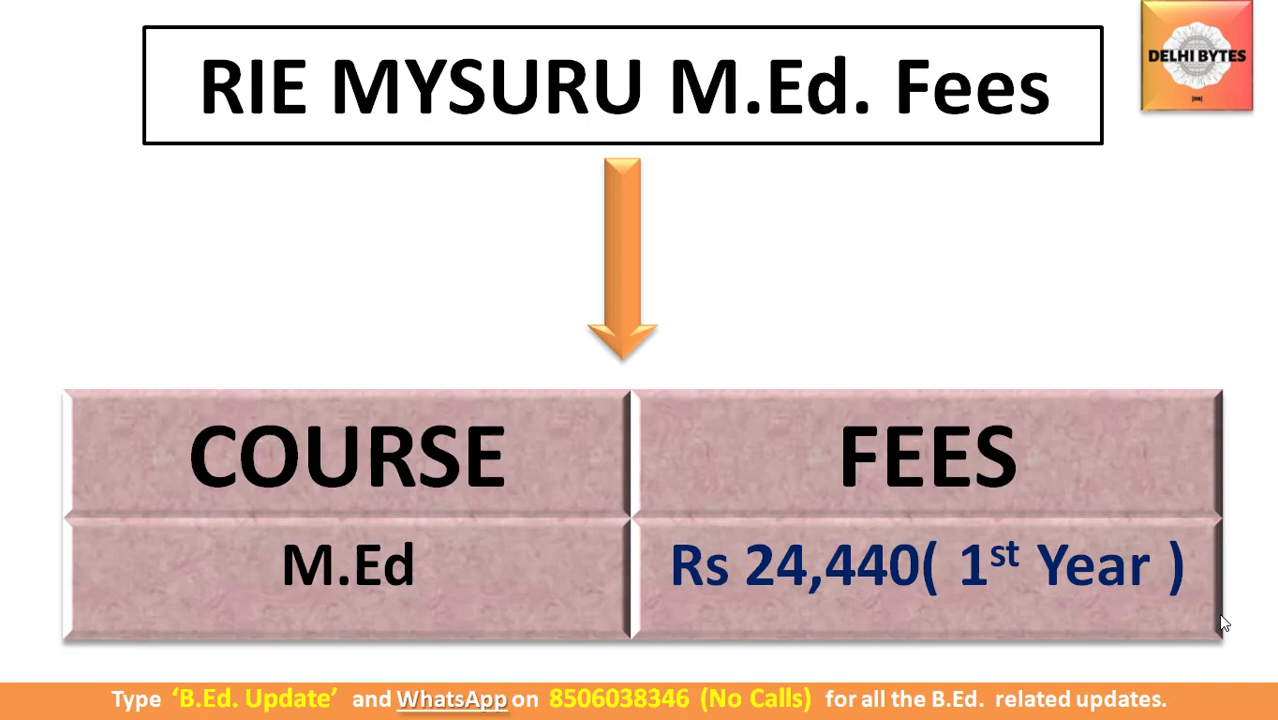 RIE MYSURU M.Ed. Fees
DELHI BYTES
[DB]
COURSE
FEES
M.Ed
Rs 24,440( 1st Year )
Type ‘B.Ed. Update’ and WhatsApp on 8506038346 (No Calls) for all the B.Ed. related updates.